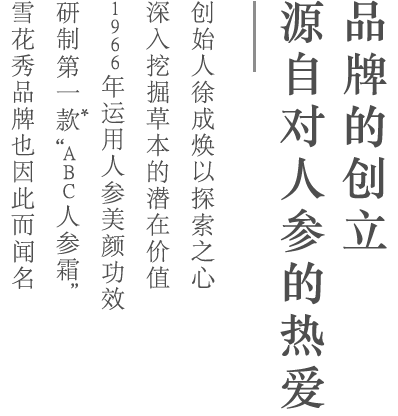 品牌的创立
源自对人参的热爱
创始人徐成焕以探索之心
深入挖掘草本的潜在价值
1966年运用人参美颜功效
研制第一款*“ABC人参霜”
雪花秀品牌也因此而闻名